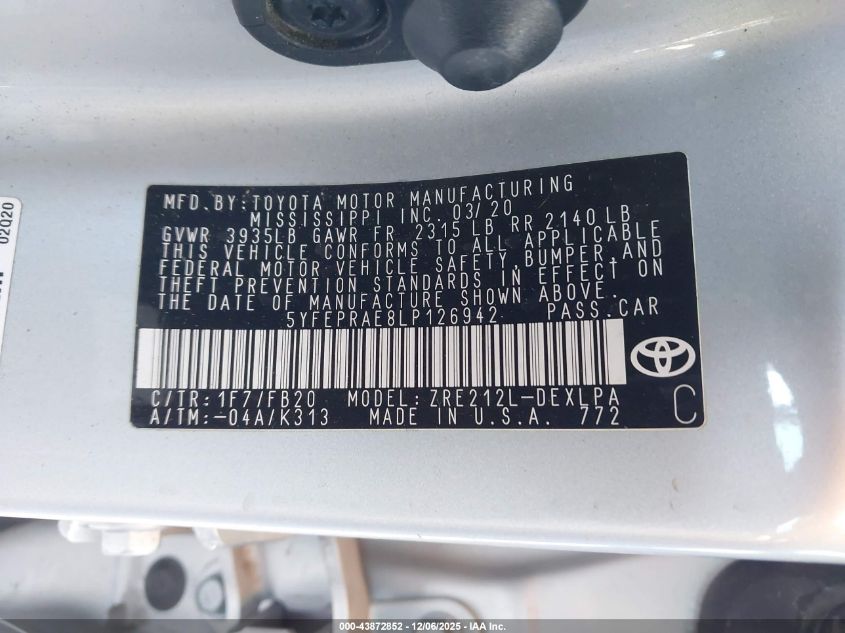 MFD. BY: TOYOTA MOTOR MANUFACTURING
MISSISSIPPI INC. 03/20
GVWR 3935LB GAWR FR 2315 LB RR 2140 LB
THIS VEHICLE CONFORMS TO ALL APPLICABLE
FEDERAL MOTOR VEHICLE SAFETY, BUMPER, AND
THEFT PREVENTION STANDARDS IN EFFECT ON
THE DATE OF MANUFACTURE SHOWN ABOVE.
5YFEPRAE8LP126942 PASS. CAR
C/TR: 1F7/FB20 MODEL: ZRE212L-DEXLPA
A/TM: -04A/K313 MADE IN U.S.A. 772
C
02020
000-43872852 | 12/06/2025 | IAA Inc.